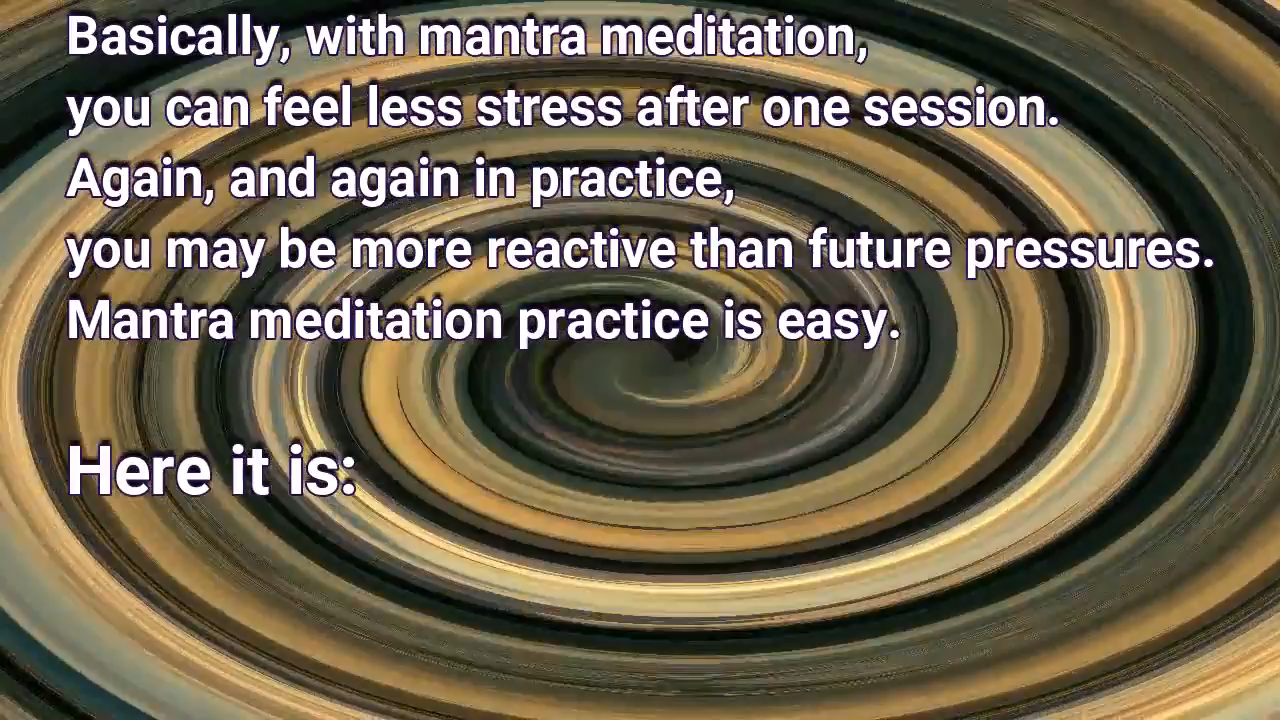 Basically, with mantra meditation,
you can feel less stress after one session.
Again, and again in practice,
you may be more reactive than future pressures.
Mantra meditation practice is easy.
Here it is: